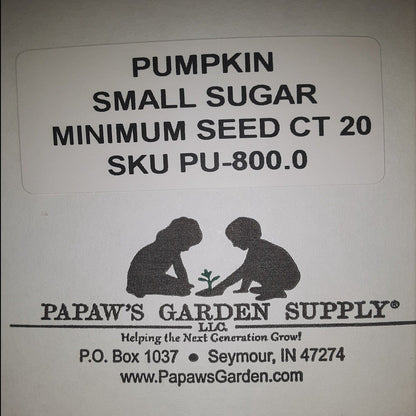 PUMPKIN
SMALL SUGAR
MINIMUM SEED CT 20
SKU PU-800.0
PAPAW'S GARDEN SUPPLY®
LLC.
Helping the Next Generation Grow!
P.O. Box 1037 ● Seymour, IN 47274
www.PapawsGarden.com